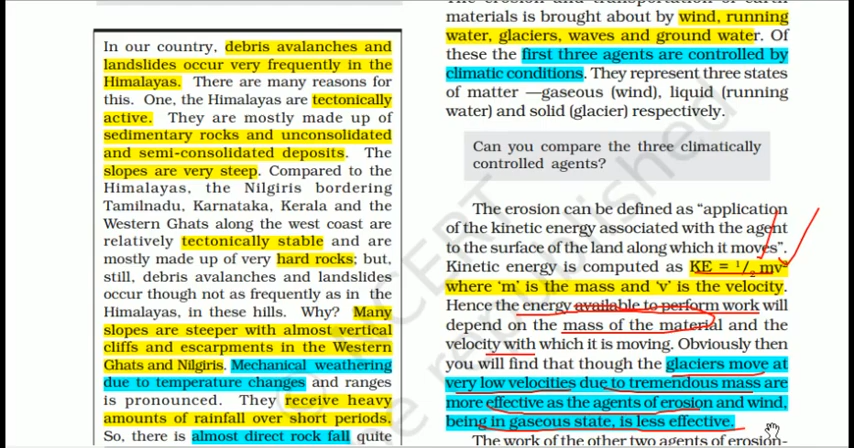 In our country, debris avalanches and
landslides occur very frequently in the
Himalayas. There are many reasons for
this. One, the Himalayas are tectonically
active. They are mostly made up of
sedimentary rocks and unconsolidated
and semi-consolidated deposits. The
slopes are very steep. Compared to the
Himalayas, the Nilgiris bordering
Tamilnadu, Karnataka, Kerala and the
Western Ghats along the west coast are
relatively tectonically stable and are
mostly made up of very hard rocks; but,
still, debris avalanches and landslides
occur though not as frequently as in the
Himalayas, in these hills. Why? Many
slopes are steeper with almost vertical
cliffs and escarpments in the Western
Ghats and Nilgiris. Mechanical weathering
due to temperature changes and ranges
is pronounced. They receive heavy
amounts of rainfall over short periods.
So, there is almost direct rock fall quite
materials is brought about by wind, running
water, glaciers, waves and ground water. Of
these the first three agents are controlled by
climatic conditions. They represent three states
of matter —gaseous (wind), liquid (running
water) and solid (glacier) respectively.
Can you compare the three climatically
controlled agents?
The erosion can be defined as “application
of the kinetic energy associated with the agent
to the surface of the land along which it moves”.
Kinetic energy is computed as KE = 1/2 mv2
where ‘m’ is the mass and ‘v’ is the velocity.
Hence the energy available to perform work will
depend on the mass of the material and the
velocity with which it is moving. Obviously then
you will find that though the glaciers move at
very low velocities due to tremendous mass are
more effective as the agents of erosion and wind,
being in gaseous state, is less effective.
The work of the other two agents of erosion-